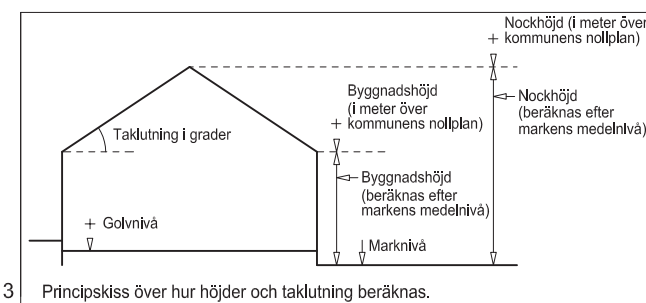 Nockhöjd (i meter över
+ kommunens nollplan)
Byggnadshöjd
(i meter över
+ kommunens nollplan)
Nockhöjd
(beräknas efter
markens medelnivå)
Taklutning i grader
Byggnadshöjd
(beräknas efter
markens medelnivå)
+ Golvnivå
Marknivå
3 Principskiss över hur höjder och taklutning beräknas.